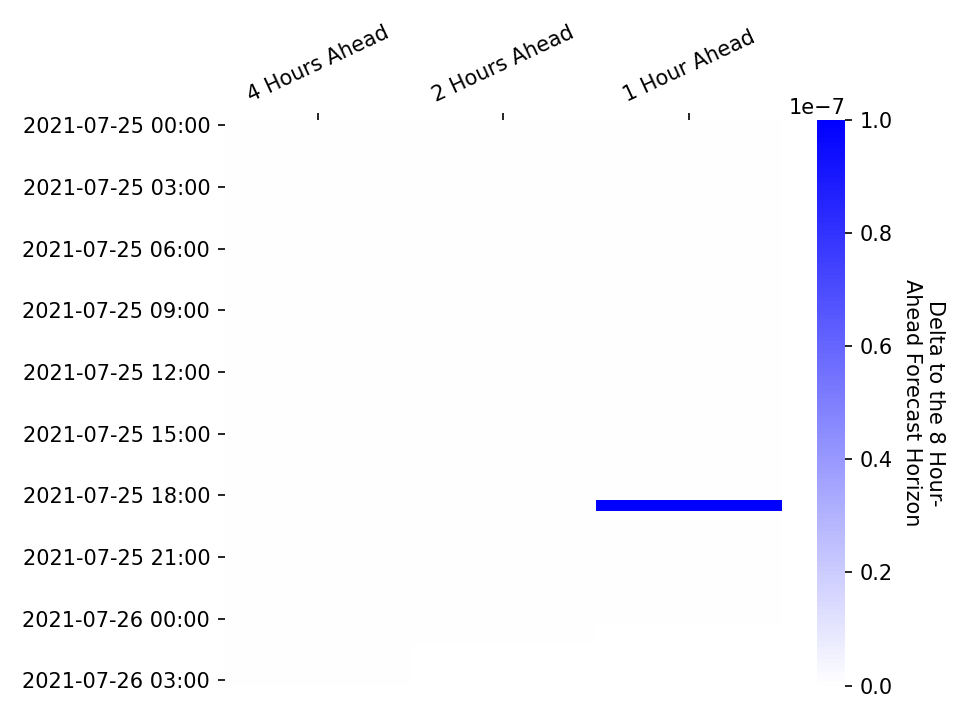 4 Hours Ahead
2 Hours Ahead
1 Hour Ahead
1e−7
2021-07-25 00:00
2021-07-25 03:00
2021-07-25 06:00
2021-07-25 09:00
2021-07-25 12:00
2021-07-25 15:00
2021-07-25 18:00
2021-07-25 21:00
2021-07-26 00:00
2021-07-26 03:00
1.0
0.8
0.6
0.4
0.2
0.0
Delta to the 8 Hour-
Ahead Forecast Horizon